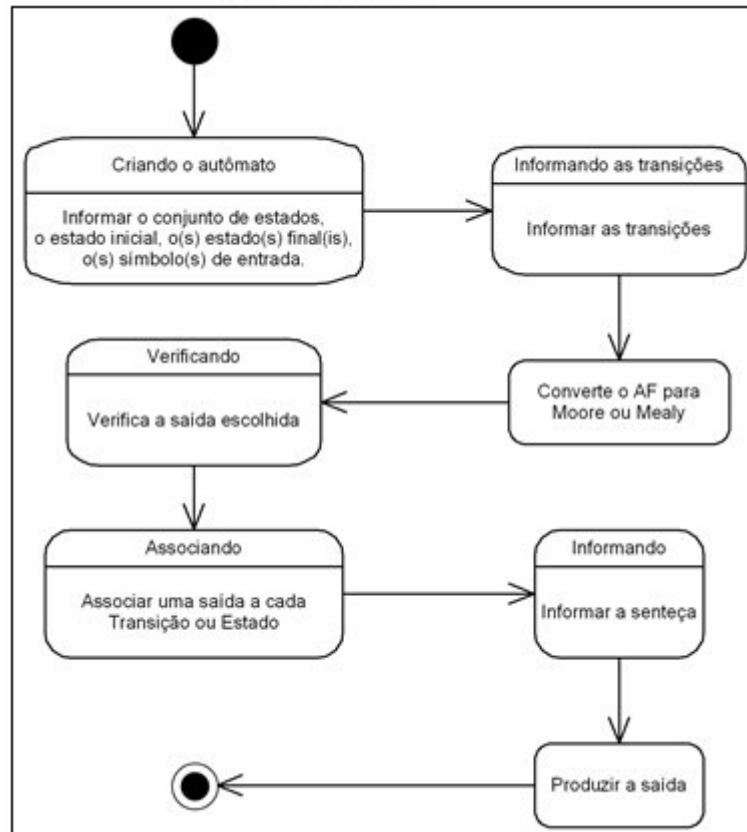 Criando o autômato
Informar o conjunto de estados,
o estado inicial, o(s) estado(s) final(is),
o(s) símbolo(s) de entrada.
Informando as transições
Informar as transições
Converte o AF para
Moore ou Mealy
Verificando
Verifica a saída escolhida
Associando
Associar uma saída a cada
Transição ou Estado
Informando
Informar a senteça
Produzir a saída